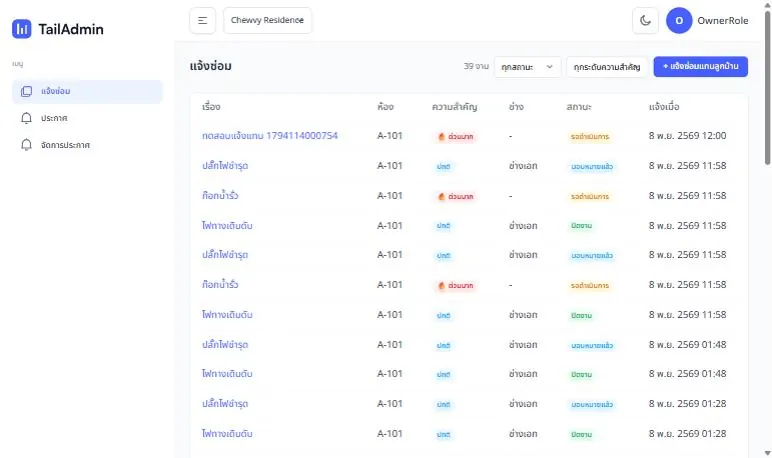 TailAdmin
Chewvy Residence
OwnerRole
เมนู
แจ้งซ่อม
ประกาศ
จัดการประกาศ
แจ้งซ่อม
39 งาน
ทุกสถานะ
ทุกระดับความสำคัญ
+ แจ้งซ่อมแทนลูกบ้าน
เรื่อง ห้อง ความสำคัญ ช่าง สถานะ แจ้งเมื่อ
ทดสอบแจ้งแทน 1794114000754 A-101 ด่วนมาก - รอดำเนินการ 8 พ.ย. 2569 12:00
ปลั๊กไฟชำรุด A-101 ปกติ ช่างเอก มอบหมายแล้ว 8 พ.ย. 2569 11:58
ก๊อกน้ำรั่ว A-101 ด่วนมาก - รอดำเนินการ 8 พ.ย. 2569 11:58
ไฟทางเดินดับ A-101 ปกติ ช่างเอก ปิดงาน 8 พ.ย. 2569 11:58
ปลั๊กไฟชำรุด A-101 ปกติ ช่างเอก มอบหมายแล้ว 8 พ.ย. 2569 11:58
ก๊อกน้ำรั่ว A-101 ด่วนมาก - รอดำเนินการ 8 พ.ย. 2569 11:58
ไฟทางเดินดับ A-101 ปกติ ช่างเอก ปิดงาน 8 พ.ย. 2569 11:58
ปลั๊กไฟชำรุด A-101 ปกติ ช่างเอก มอบหมายแล้ว 8 พ.ย. 2569 01:48
ไฟทางเดินดับ A-101 ปกติ ช่างเอก ปิดงาน 8 พ.ย. 2569 01:48
ปลั๊กไฟชำรุด A-101 ปกติ ช่างเอก มอบหมายแล้ว 8 พ.ย. 2569 01:28
ไฟทางเดินดับ A-101 ปกติ ช่างเอก ปิดงาน 8 พ.ย. 2569 01:28